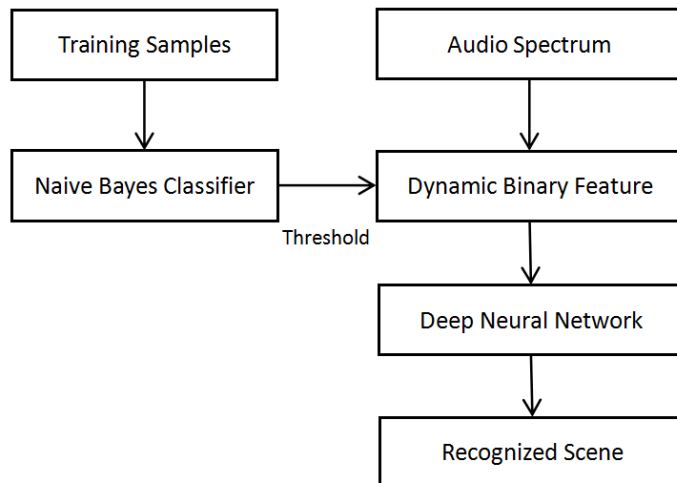 Training Samples
Audio Spectrum
Naive Bayes Classifier
Dynamic Binary Feature
Threshold
Deep Neural Network
Recognized Scene